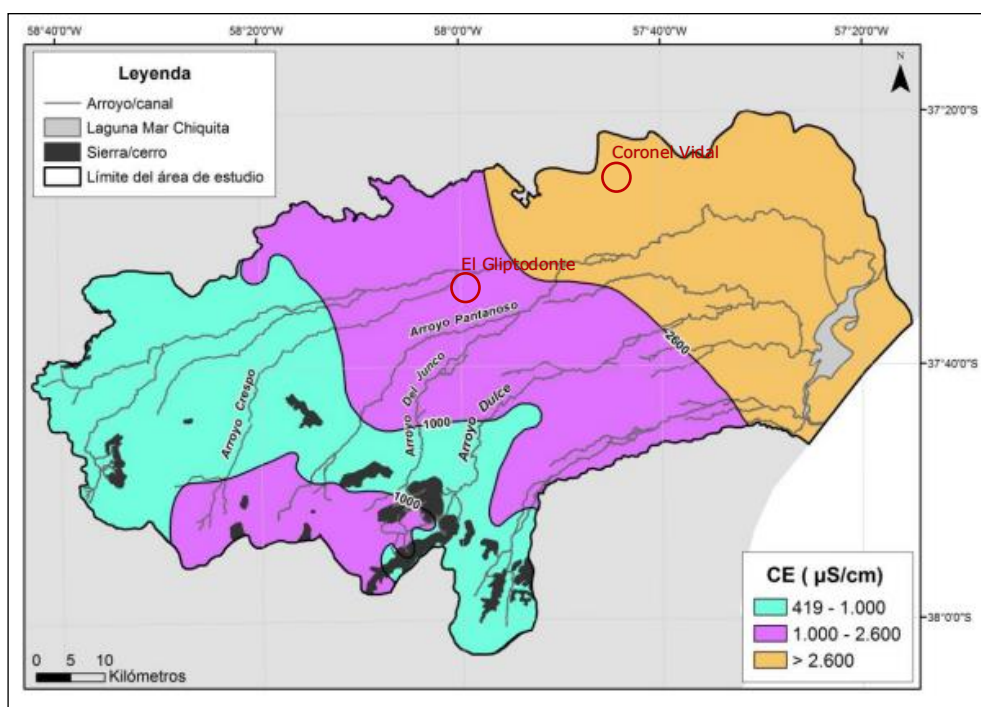 58°40'0"W
58°20'0"W
58°0'0"W
57°40'0"W
57°20'0"W
Leyenda
Arroyo/canal
Laguna Mar Chiquita
Sierra/cerro
Límite del área de estudio
N
37°20'0"S
Coronel Vidal
El Gliptodonte
Arroyo Pantanoso
2600
37°40'0"S
Arroyo Crespo
Arroyo Del Junco
Arroyo Dulce
1000
1000
CE ( µS/cm)
419 - 1.000
1.000 - 2.600
> 2.600
38°0'0"S
0 5 10
Kilómetros